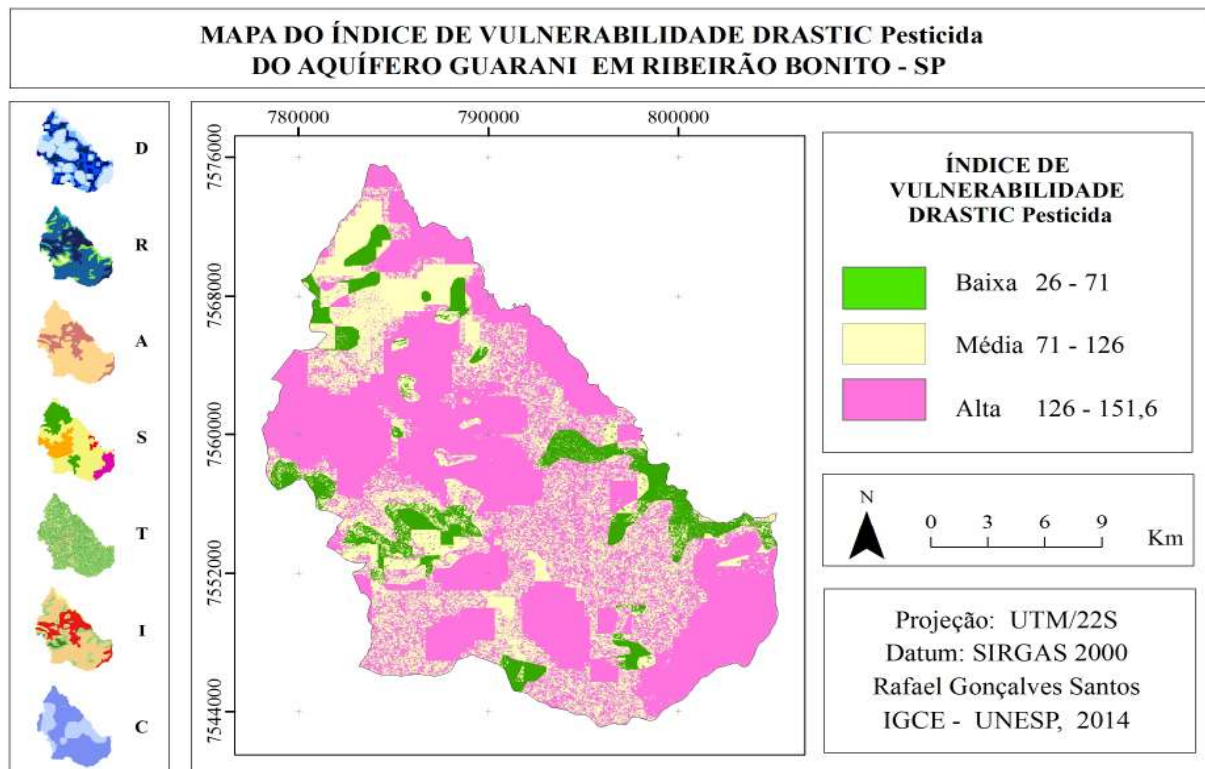 MAPA DO ÍNDICE DE VULNERABILIDADE DRASTIC Pesticida
DO AQUÍFERO GUARANI EM RIBEIRÃO BONITO - SP
D
R
A
S
T
I
C
780000
790000
800000
7576000
7568000
7560000
7552000
7544000
ÍNDICE DE
VULNERABILIDADE
DRASTIC Pesticida
Baixa 26 - 71
Média 71 - 126
Alta 126 - 151,6
N
0 3 6 9
Km
Projeção: UTM/22S
Datum: SIRGAS 2000
Rafael Gonçalves Santos
IGCE - UNESP, 2014